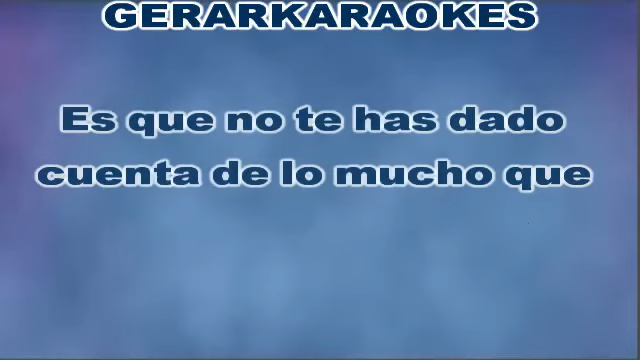 GERARKARAOKES
Es que no te has dado
cuenta de lo mucho que